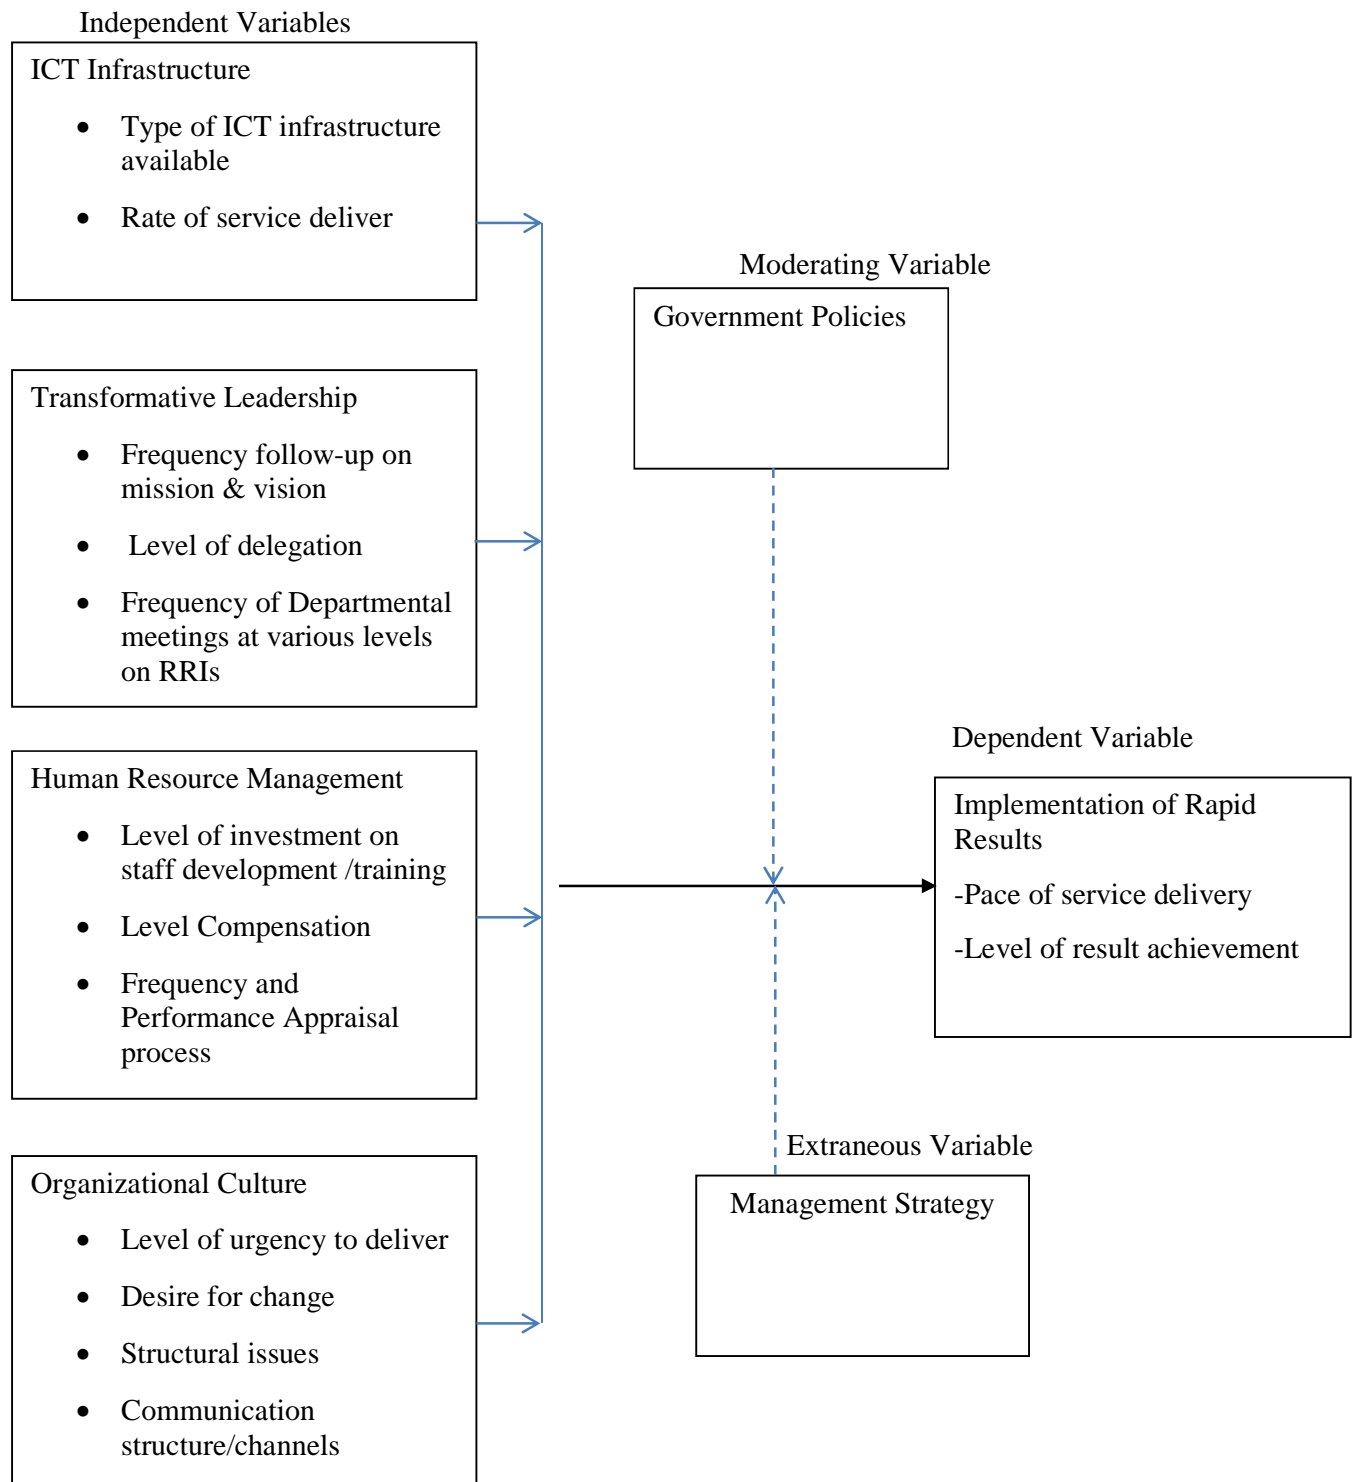 Independent Variables
ICT Infrastructure
• Type of ICT infrastructure
available
• Rate of service deliver
Transformative Leadership
• Frequency follow-up on
mission & vision
• Level of delegation
• Frequency of Departmental
meetings at various levels
on RRIs
Human Resource Management
• Level of investment on
staff development /training
• Level Compensation
• Frequency and
Performance Appraisal
process
Organizational Culture
• Level of urgency to deliver
• Desire for change
• Structural issues
• Communication
structure/channels
Moderating Variable
Government Policies
Extraneous Variable
Management Strategy
Dependent Variable
Implementation of Rapid
Results
-Pace of service delivery
-Level of result achievement